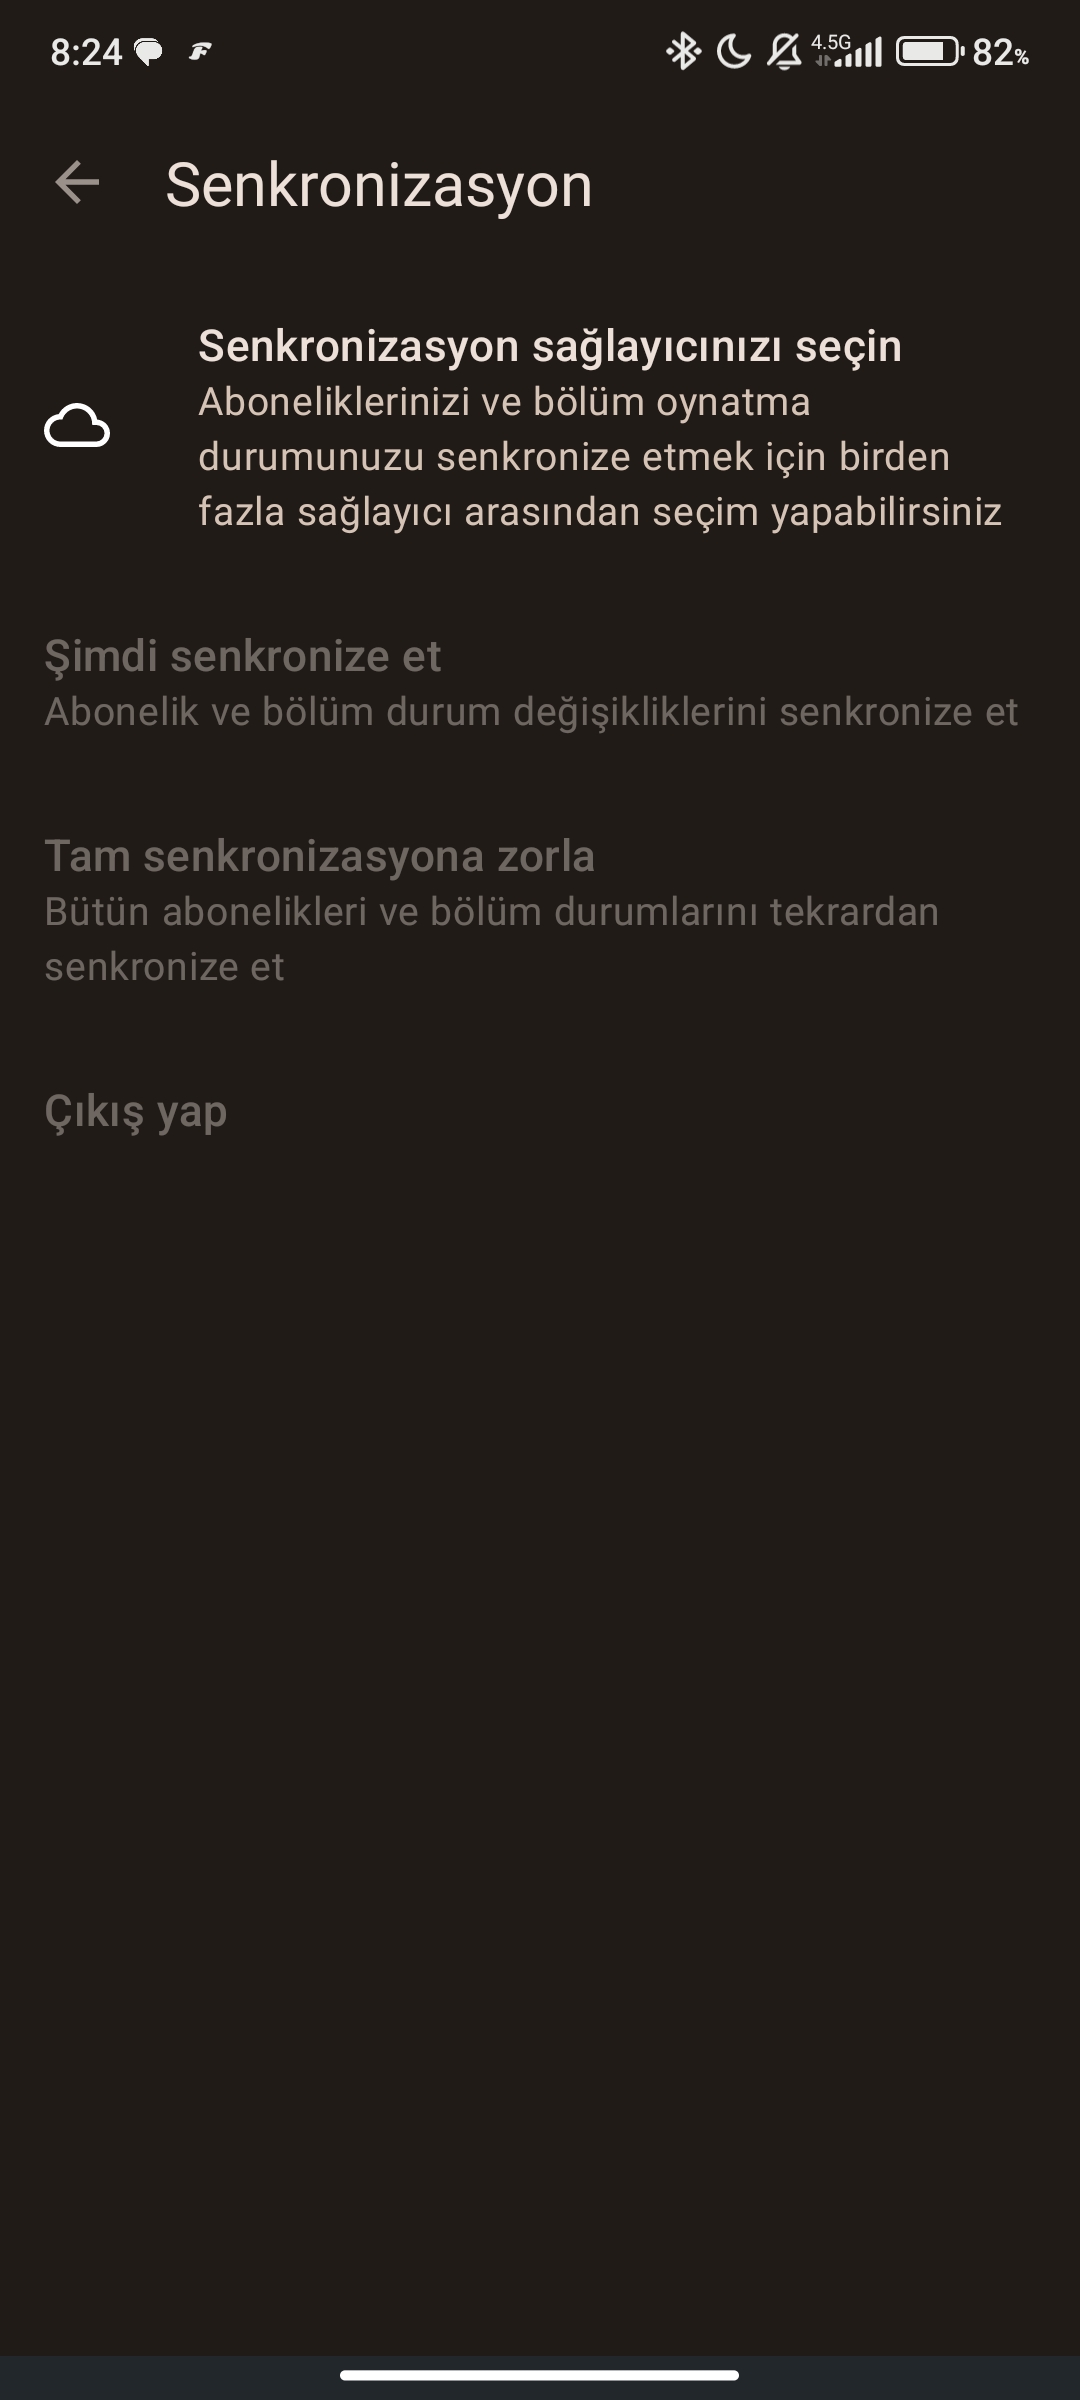 8:24
4.5G
82%
Senkronizasyon
Senkronizasyon sağlayıcınızı seçin
Aboneliklerinizi ve bölüm oynatma
durumunuzu senkronize etmek için birden
fazla sağlayıcı arasından seçim yapabilirsiniz
Şimdi senkronize et
Abonelik ve bölüm durum değişikliklerini senkronize et
Tam senkronizasyona zorla
Bütün abonelikleri ve bölüm durumlarını tekrardan
senkronize et
Çıkış yap